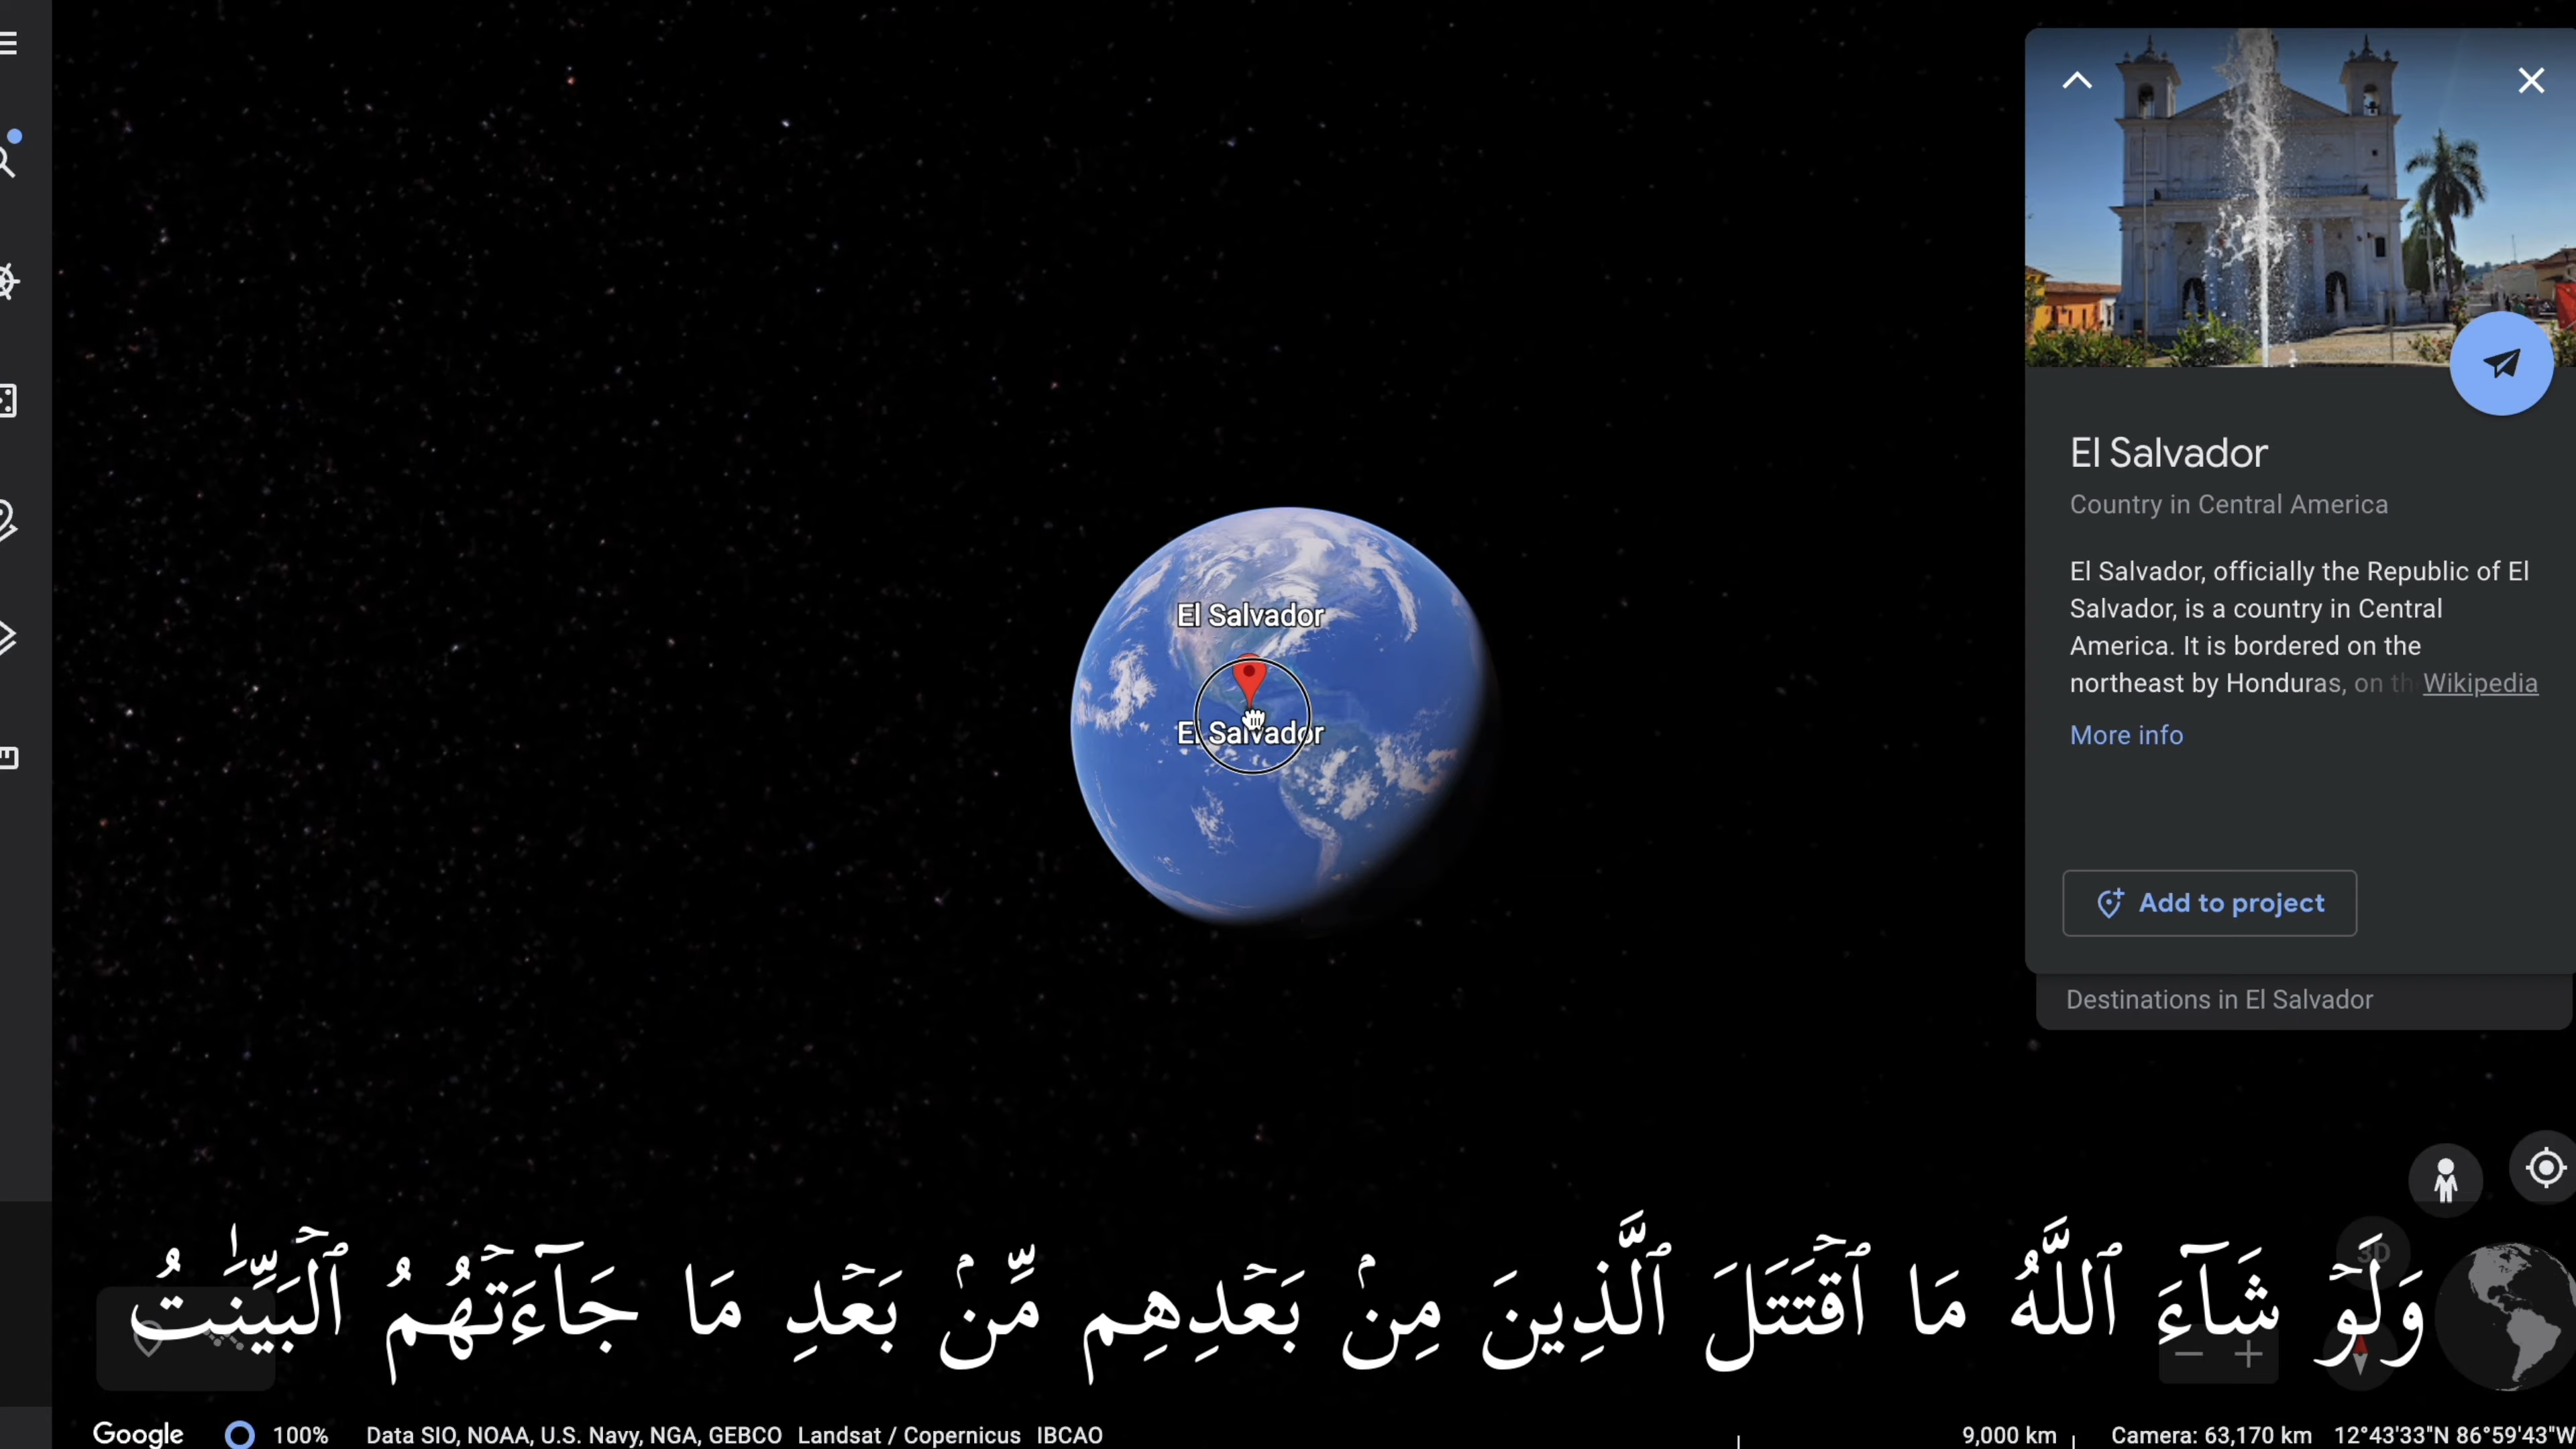 El Salvador
El Salvador
El Salvador
Country in Central America
El Salvador, officially the Republic of El
Salvador, is a country in Central
America. It is bordered on the
northeast by Honduras, on th Wikipedia
More info
Add to project
Destinations in El Salvador
3D
وَلَوۡ شَآءَ ٱللَّهُ مَا ٱقۡتَتَلَ ٱلَّذِينَ مِنۢ بَعۡدِهِم مِّنۢ بَعۡدِ مَا جَآءَتۡهُمُ ٱلۡبَيِّنَٰتُ
Google 100% Data SIO, NOAA, U.S. Navy, NGA, GEBCO Landsat / Copernicus IBCAO 9,000 km Camera: 63,170 km 12°43'33"N 86°59'43"W